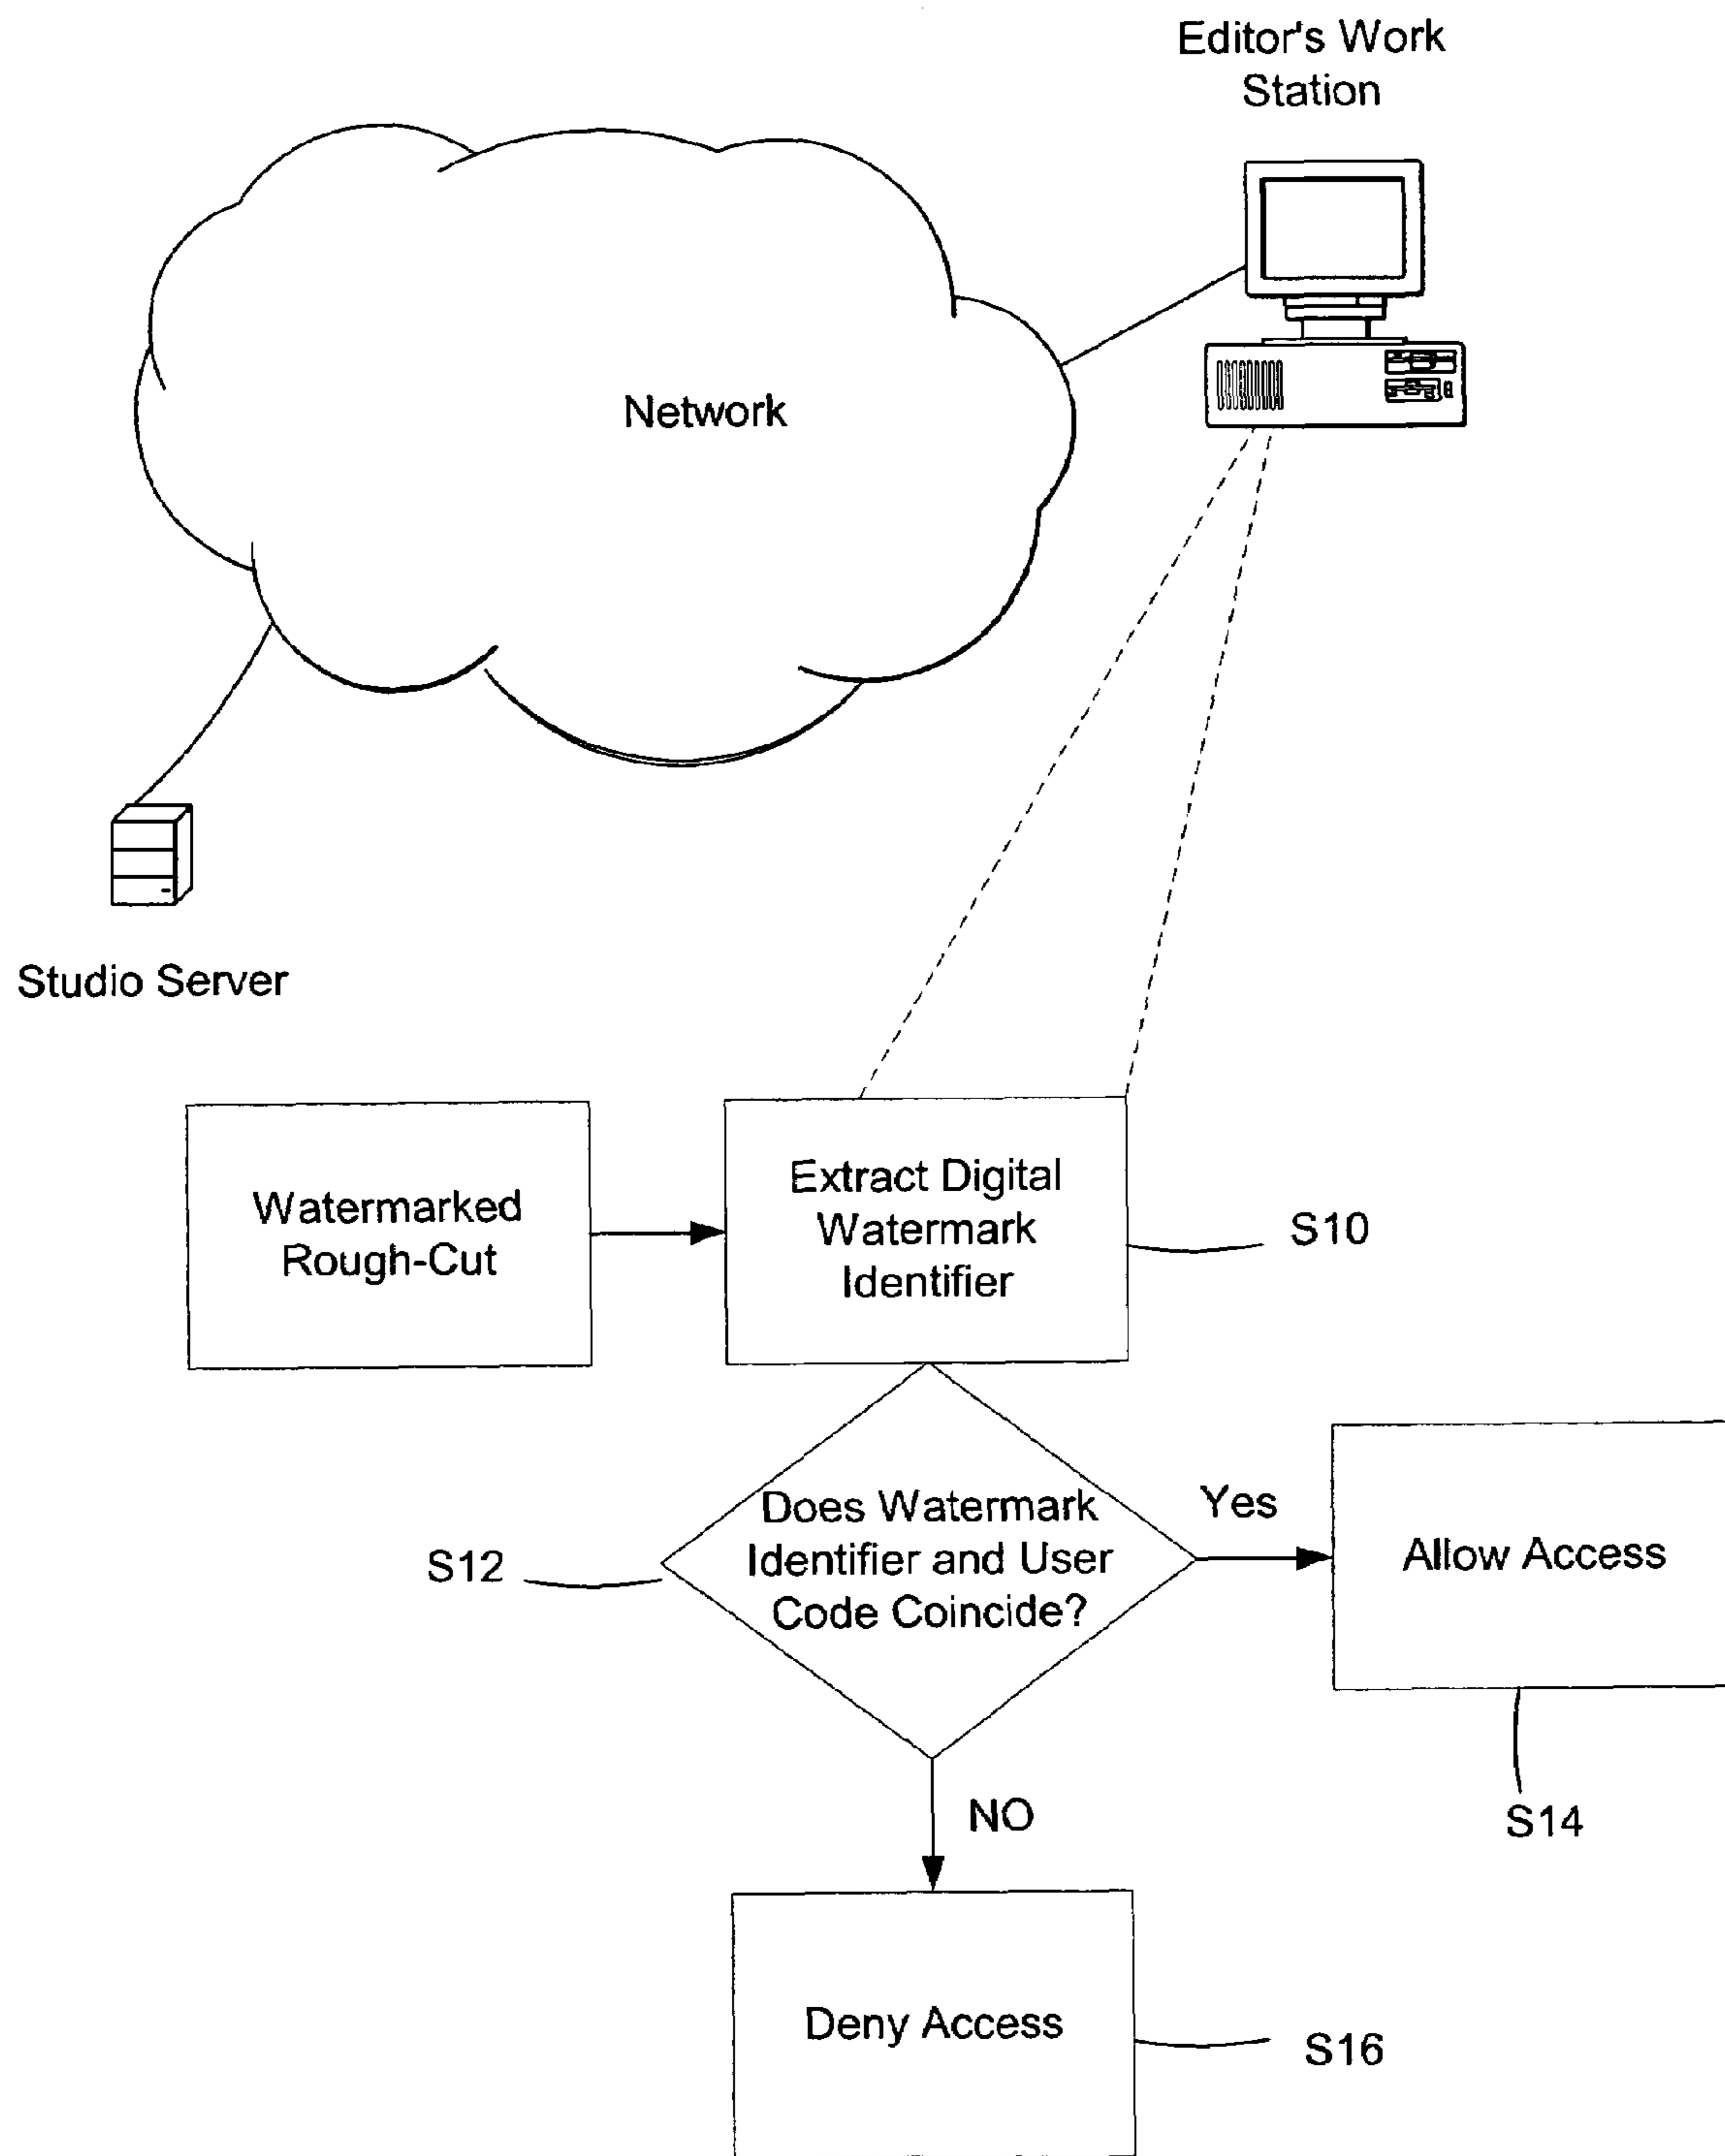 Editor's Work
Station
Network
Studio Server
Watermarked
Rough-Cut
Extract Digital
Watermark
Identifier
S10
Does Watermark
Identifier and User
Code Coincide?
S12
Yes
Allow Access
S14
NO
Deny Access
S16